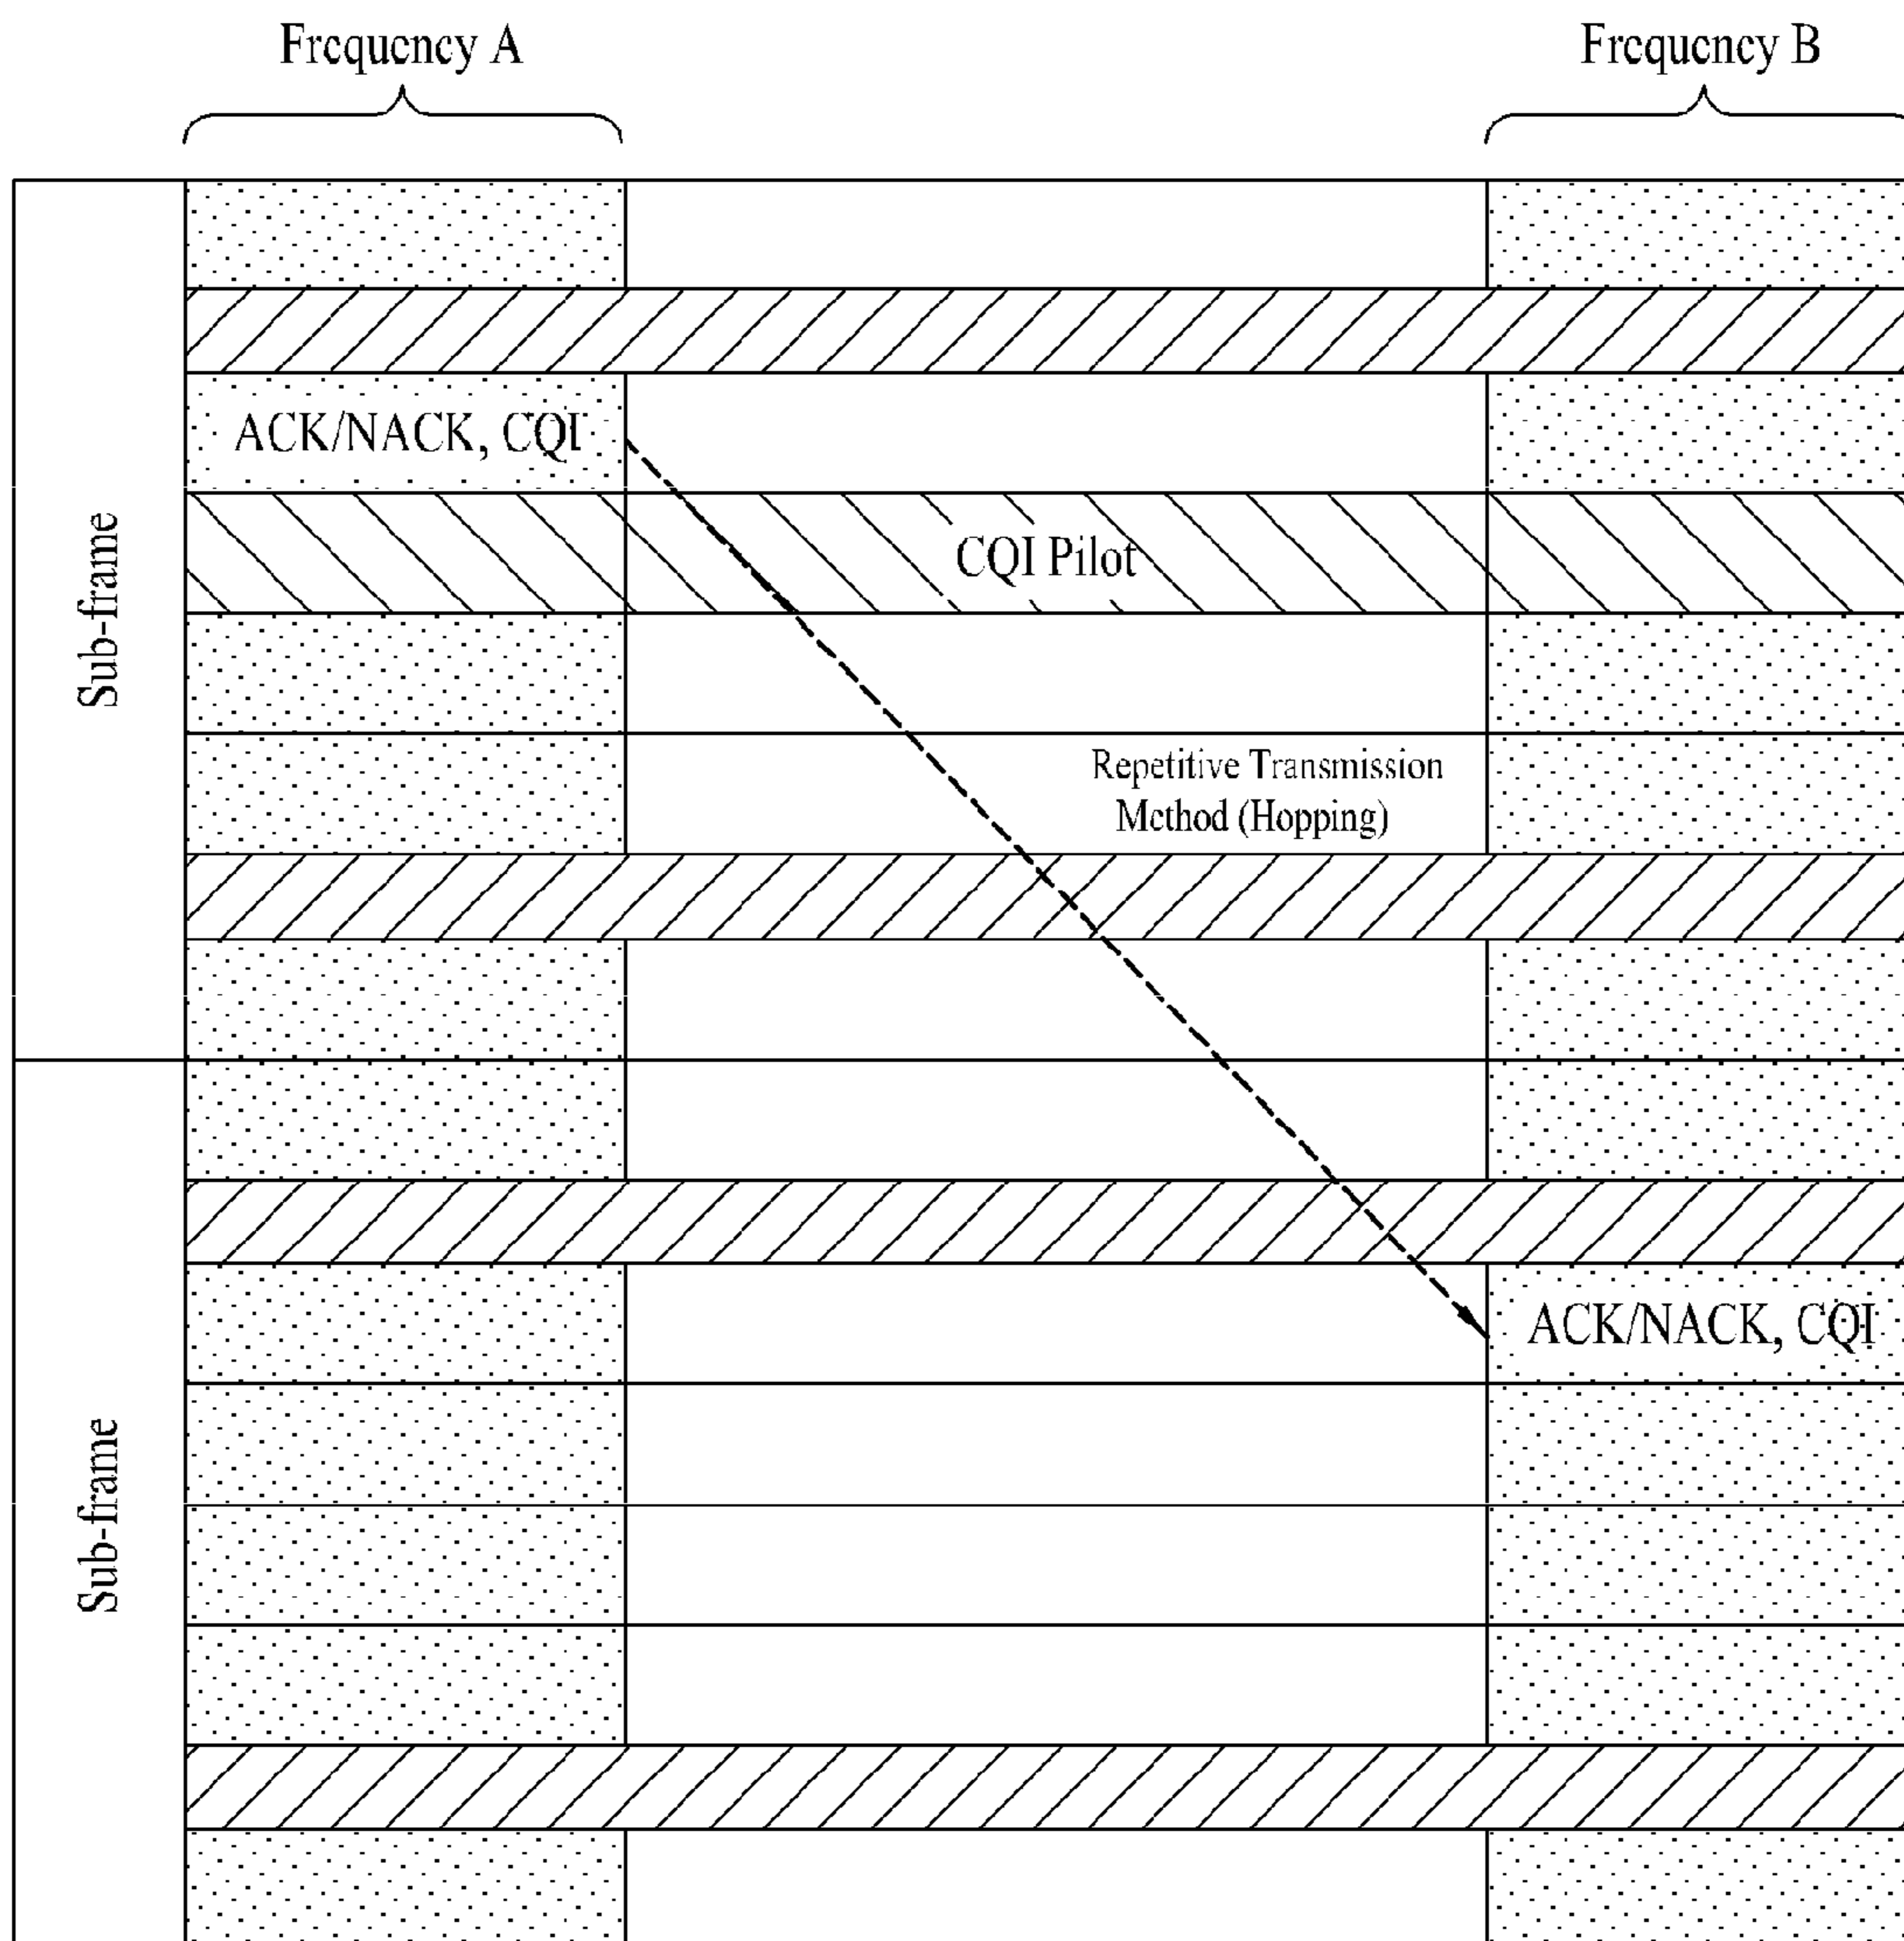 Frequency A
Frequency B
ACK/NACK, CQI
CQI Pilot
Sub-frame
Repetitive Transmission
Method (Hopping)
ACK/NACK, CQI
Sub-frame